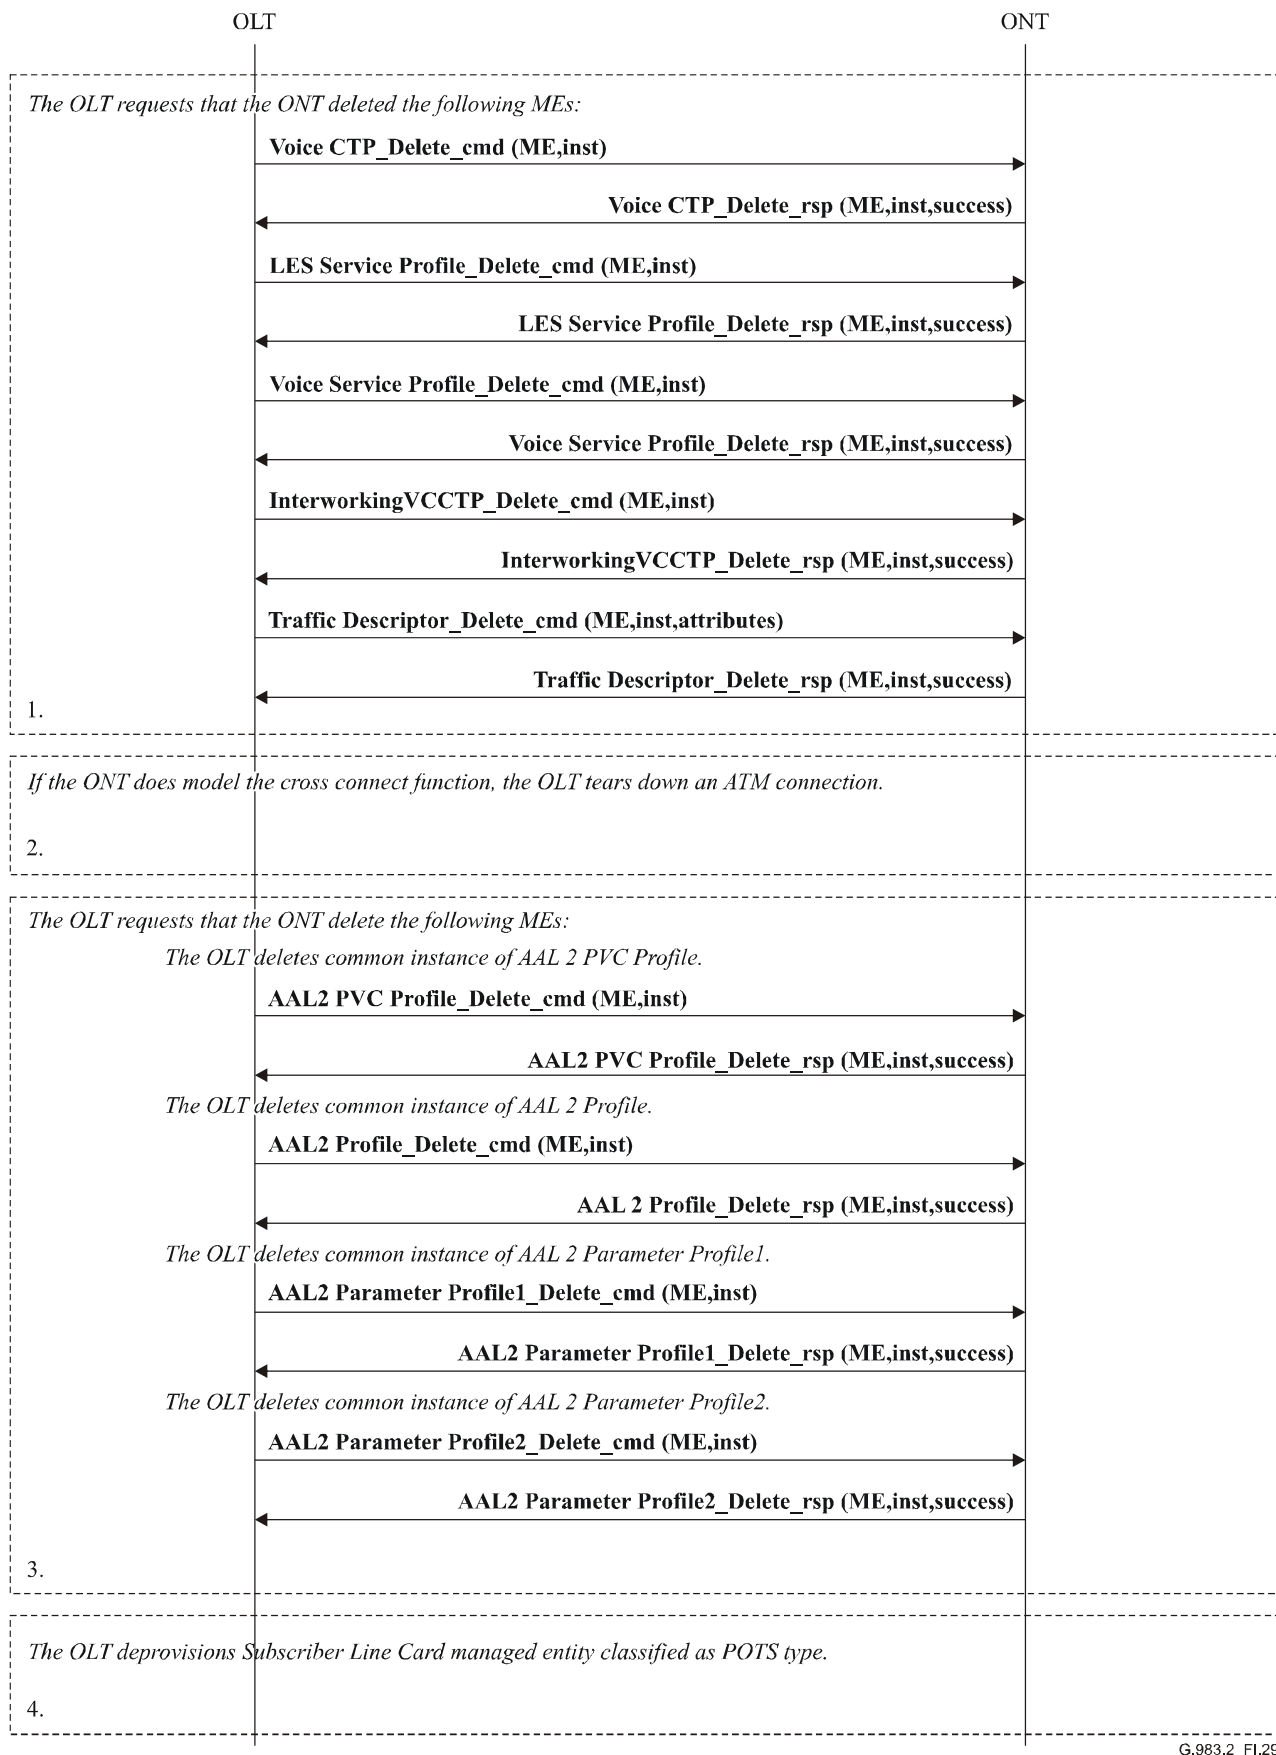 OLT
ONT
The OLT requests that the ONT deleted the following MEs:
Voice CTP_Delete_cmd (ME,inst)
Voice CTP_Delete_rsp (ME,inst,success)
LES Service Profile_Delete_cmd (ME,inst)
LES Service Profile_Delete_rsp (ME,inst,success)
Voice Service Profile_Delete_cmd (ME,inst)
Voice Service Profile_Delete_rsp (ME,inst,success)
InterworkingVCCTP_Delete_cmd (ME,inst)
InterworkingVCCTP_Delete_rsp (ME,inst,success)
Traffic Descriptor_Delete_cmd (ME,inst,attributes)
Traffic Descriptor_Delete_rsp (ME,inst,success)
1.
If the ONT does model the cross connect function, the OLT tears down an ATM connection.
2.
The OLT requests that the ONT delete the following MEs:
The OLT deletes common instance of AAL 2 PVC Profile.
AAL2 PVC Profile_Delete_cmd (ME,inst)
AAL2 PVC Profile_Delete_rsp (ME,inst,success)
The OLT deletes common instance of AAL 2 Profile.
AAL2 Profile_Delete_cmd (ME,inst)
AAL 2 Profile_Delete_rsp (ME,inst,success)
The OLT deletes common instance of AAL 2 Parameter Profile1.
AAL2 Parameter Profile1_Delete_cmd (ME,inst)
AAL2 Parameter Profile1_Delete_rsp (ME,inst,success)
The OLT deletes common instance of AAL 2 Parameter Profile2.
AAL2 Parameter Profile2_Delete_cmd (ME,inst)
AAL2 Parameter Profile2_Delete_rsp (ME,inst,success)
3.
The OLT deprovisions Subscriber Line Card managed entity classified as POTS type.
4.
G.983.2_FI.29